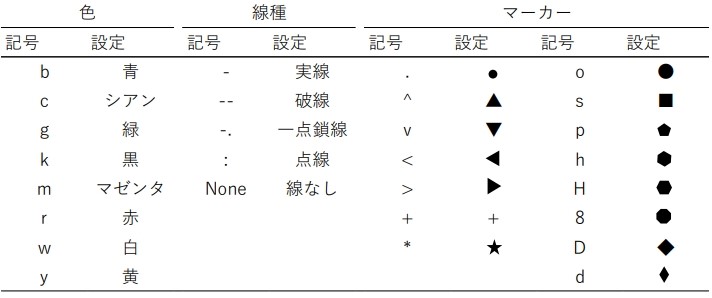 色 線種 マーカー
記号 設定 記号 設定 記号 設定 記号 設定
b 青 - 実線 . ● o ●
c シアン -- 破線 ^ ▲ s ■
g 緑 -. 一点鎖線 v ▼ p ⬟
k 黒 : 点線 < ◀ h ⬢
m マゼンタ None 線なし > ▶ H ⬣
r 赤 + + 8 ⯃
w 白 * ★ D ◆
y 黄 d ♦